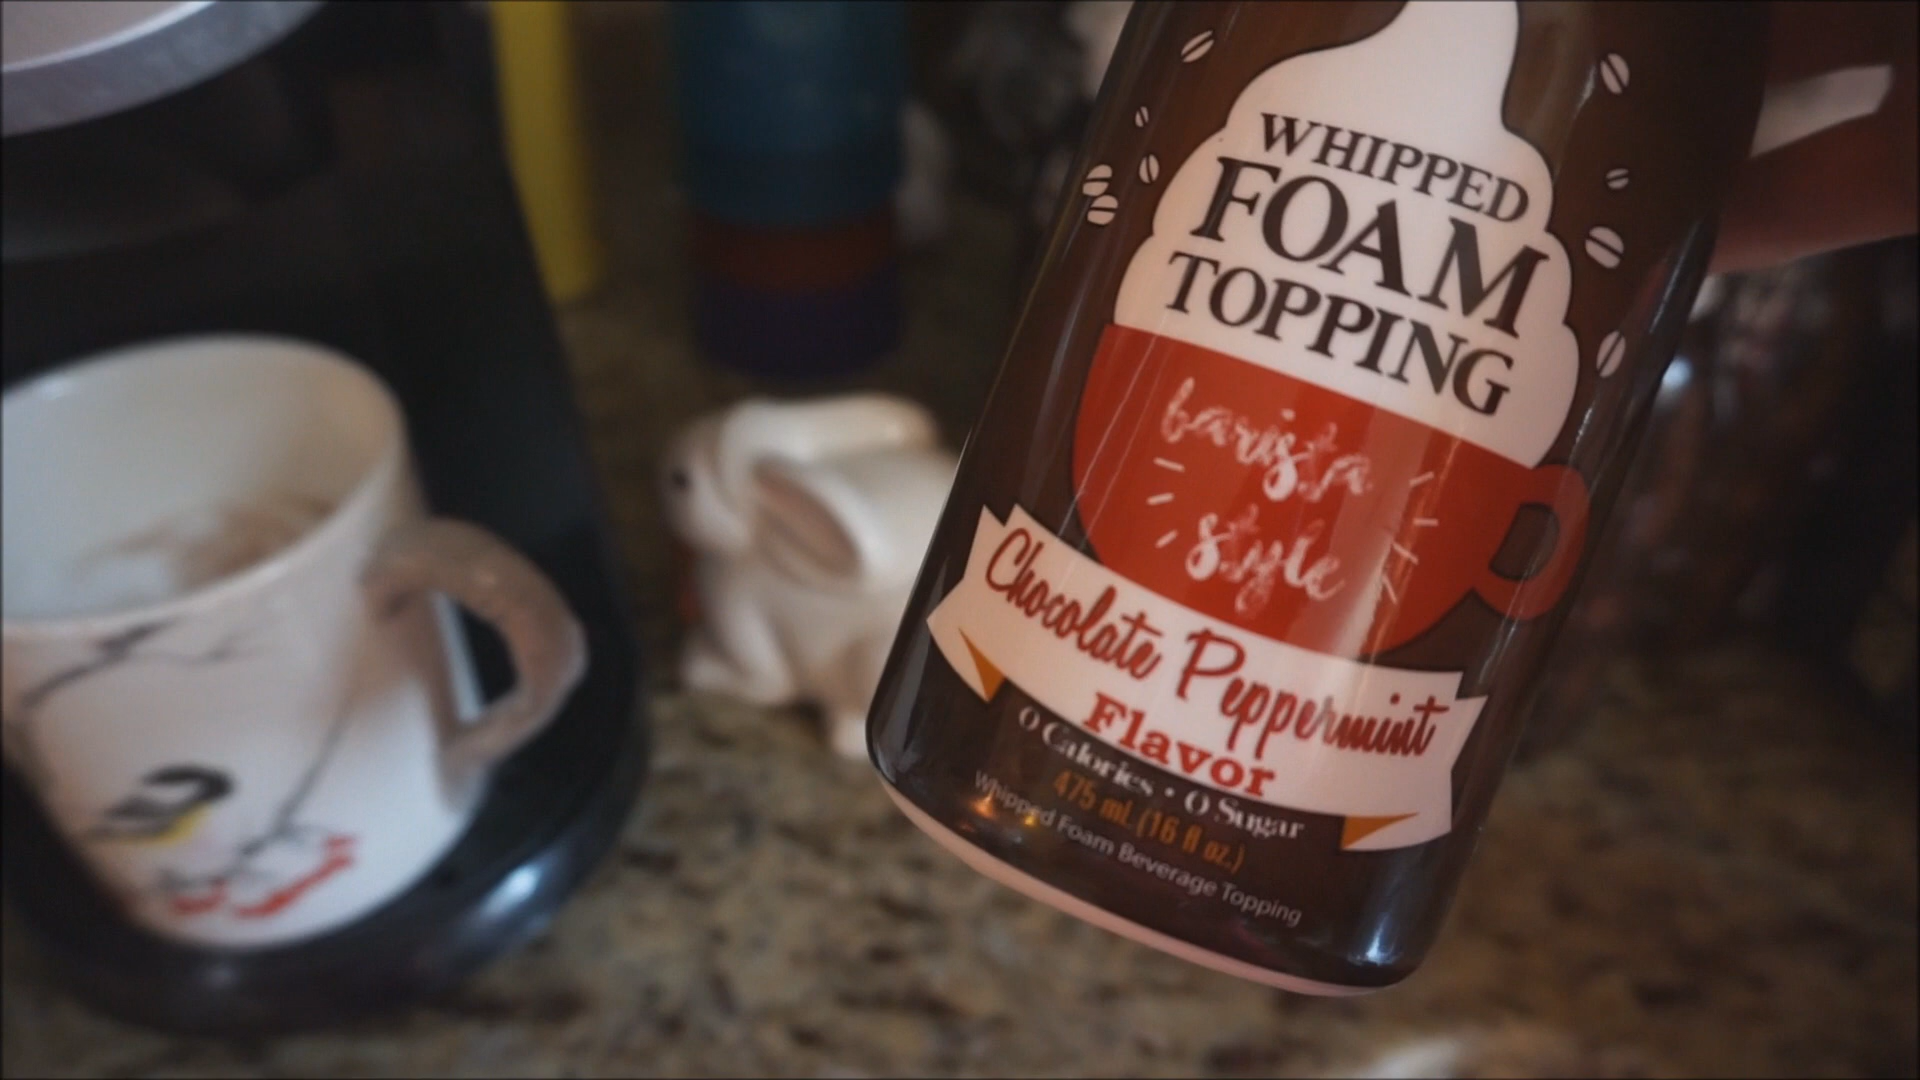 WHIPPED
FOAM
TOPPING
barista
style
Chocolate Peppermint
Flavor
0 Calories • 0 Sugar
475 mL (16 fl oz.)
Whipped Foam Beverage Topping